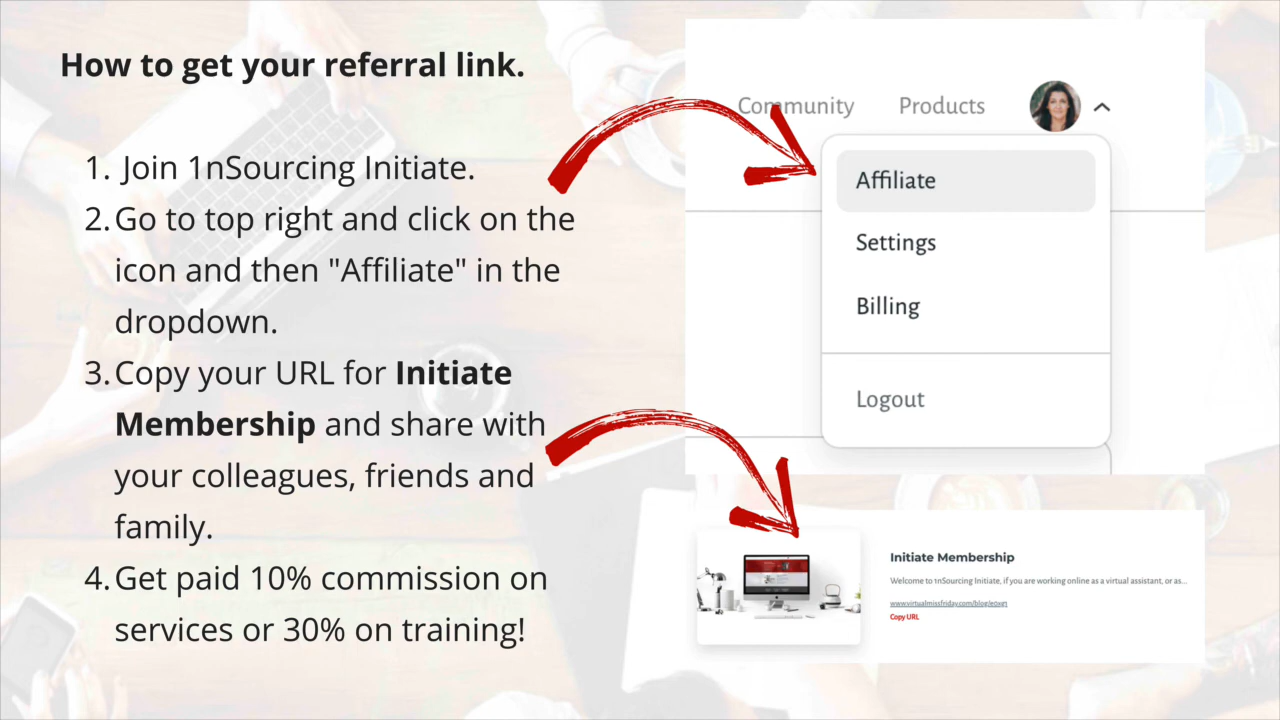 How to get your referral link.
1. Join 1nSourcing Initiate.
2. Go to top right and click on the
icon and then "Affiliate" in the
dropdown.
3. Copy your URL for Initiate
Membership and share with
your colleagues, friends and
family.
4. Get paid 10% commission on
services or 30% on training!
Community Products
Affiliate
Settings
Billing
Logout
Initiate Membership
Welcome to 1nSourcing Initiate, if you are working online as a virtual assistant, or as...
Copy URL